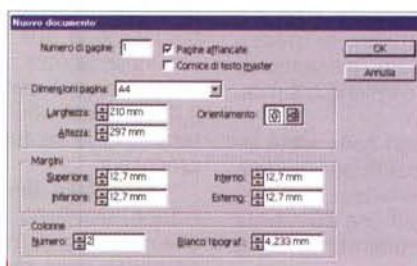 Nuovo documento
Numero di pagine: 1
Pagine affiancate
OK
Cornice di testo master
Annulla
Dimensioni pagina: A4
Larghezza: 210 mm
Orientamento:
Altezza: 297 mm
Margini
Superiore: 12,7 mm
Interno: 12,7 mm
Inferiore: 12,7 mm
Esterno: 12,7 mm
Colonne
Numero: 2
Bianco tipograf.: 4,233 mm